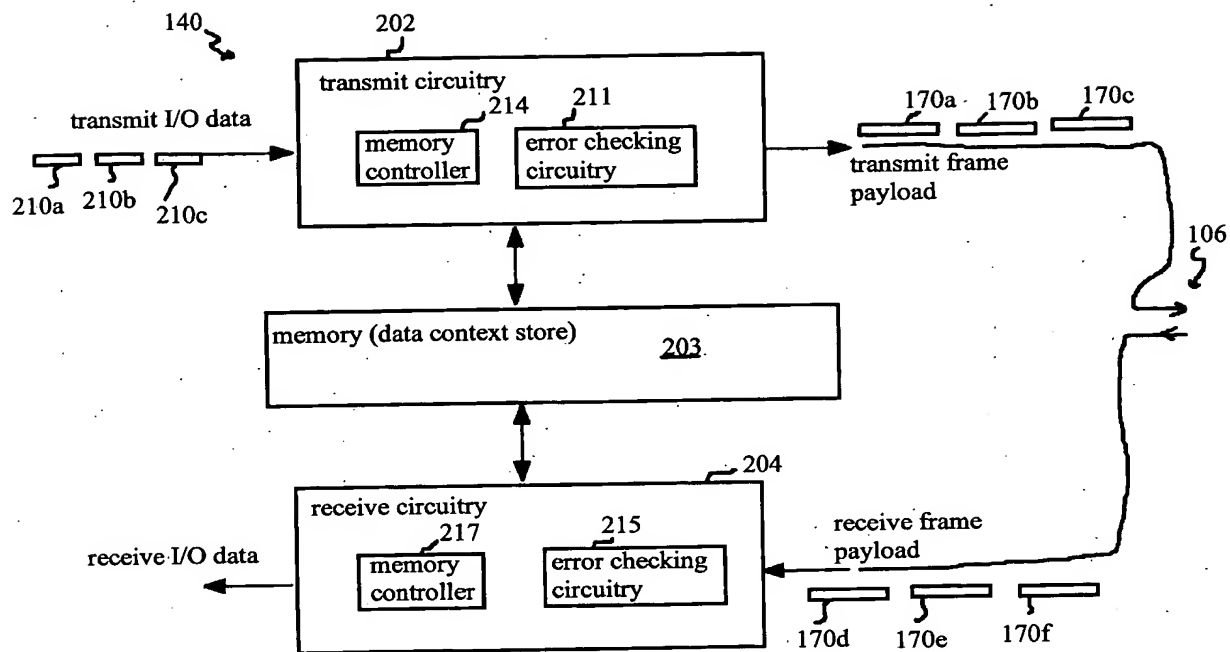 140
202
transmit circuitry
214
211
170a
170b
170c
transmit I/O data
memory
controller
error checking
circuitry
transmit frame
payload
210a
210b
210c
106
memory (data context store)
203
204
receive circuitry
217
215
receive frame
payload
receive I/O data
memory
controller
error checking
circuitry
170d
170e
170f